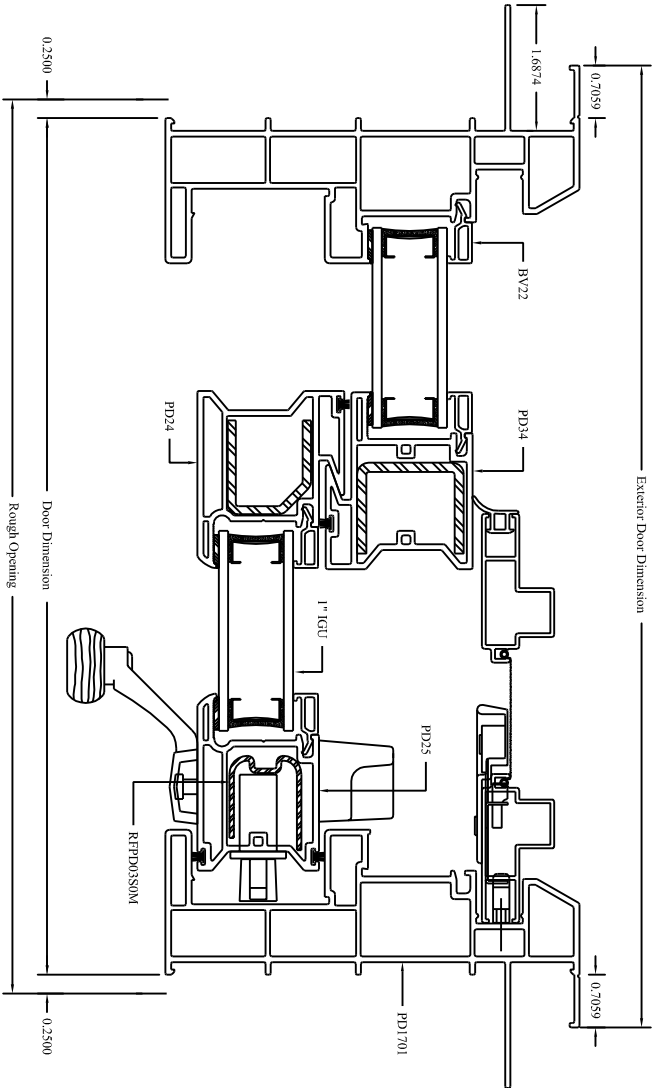 Exterior Door Dimension
0.7059
1.6874
0.7059
BV22
PD34
PD1701
PD24
1" IGU
PD25
RFPD03S0M
0.2500
Door Dimension
0.2500
Rough Opening